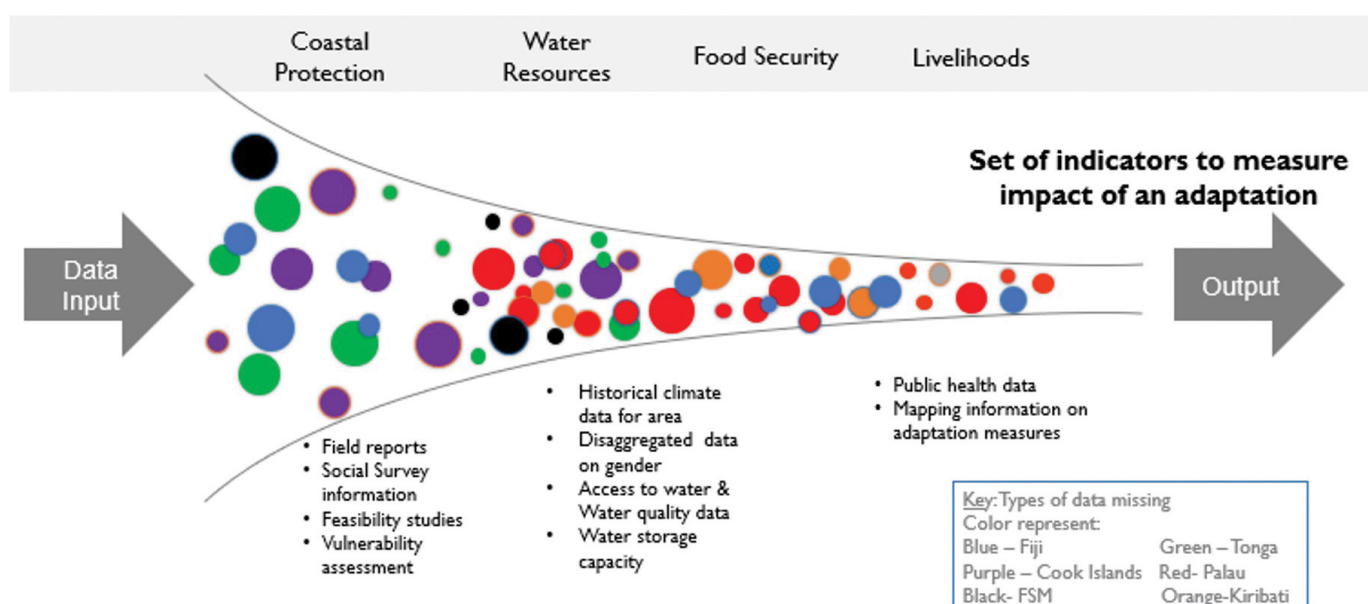 Coastal
Protection
Water
Resources
Food Security
Livelihoods
Set of indicators to measure
impact of an adaptation
Data
Input
Output
• Field reports
• Social Survey
information
• Feasibility studies
• Vulnerability
assessment
• Historical climate
data for area
• Disaggregated data
on gender
• Access to water &
Water quality data
• Water storage
capacity
• Public health data
• Mapping information on
adaptation measures
Key: Types of data missing
Color represent:
Blue – Fiji
Green – Tonga
Purple – Cook Islands
Red- Palau
Black- FSM
Orange-Kiribati